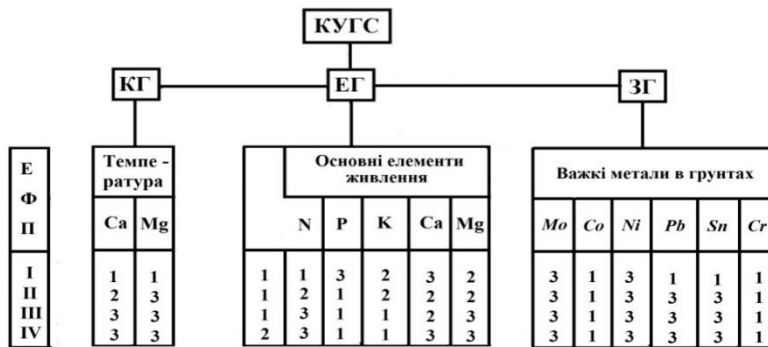 КУГС
КГ ЕГ ЗГ
Е
Ф
П
Темпе -
ратура
Основні елементи
живлення
Важкі метали в грунтах
Ca Mg N P K Ca Mg Mo Co Ni Pb Sn Cr
I 1 1 1 1 3 2 3 2 3 1 3 1 1 1
II 2 3 1 2 1 2 2 2 3 1 3 3 3 1
III 3 3 1 3 1 1 2 3 3 1 3 3 3 1
IV 3 3 2 3 1 1 3 3 3 1 3 3 3 1